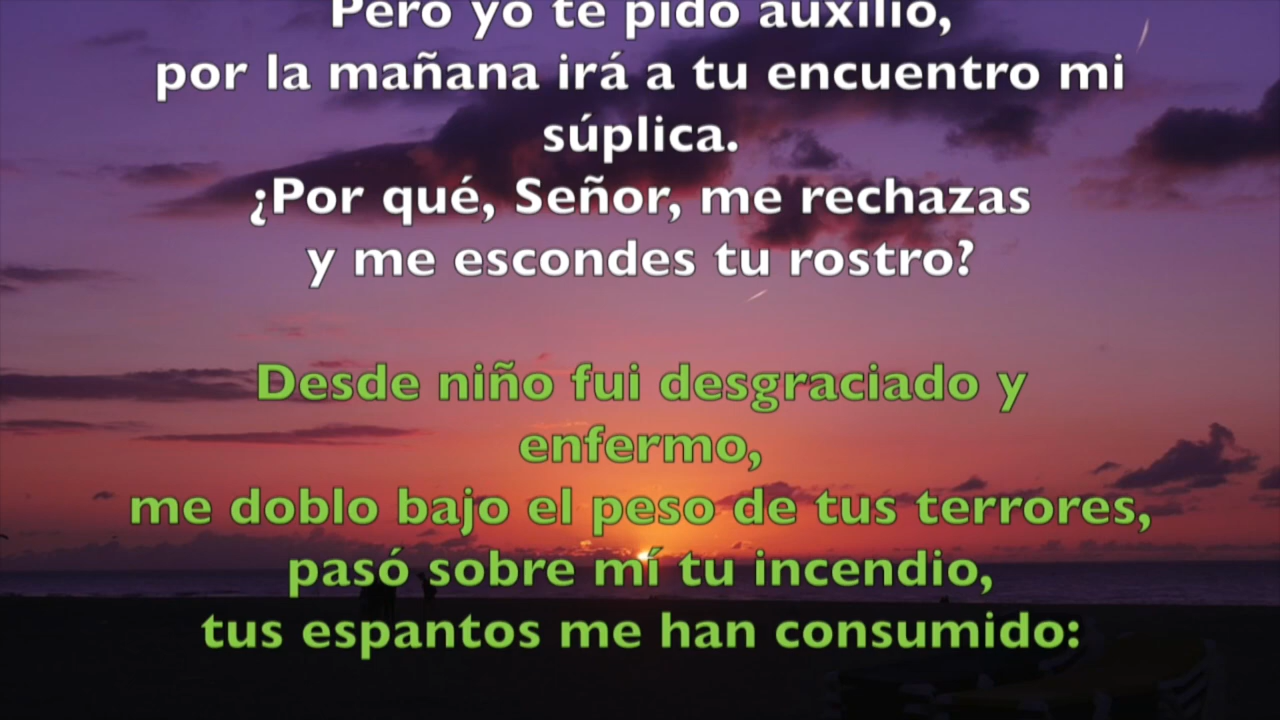 Pero yo te pido auxilio,
por la mañana irá a tu encuentro mi
súplica.
¿Por qué, Señor, me rechazas
y me escondes tu rostro?
Desde niño fui desgraciado y
enfermo,
me doblo bajo el peso de tus terrores,
pasó sobre mí tu incendio,
tus espantos me han consumido: